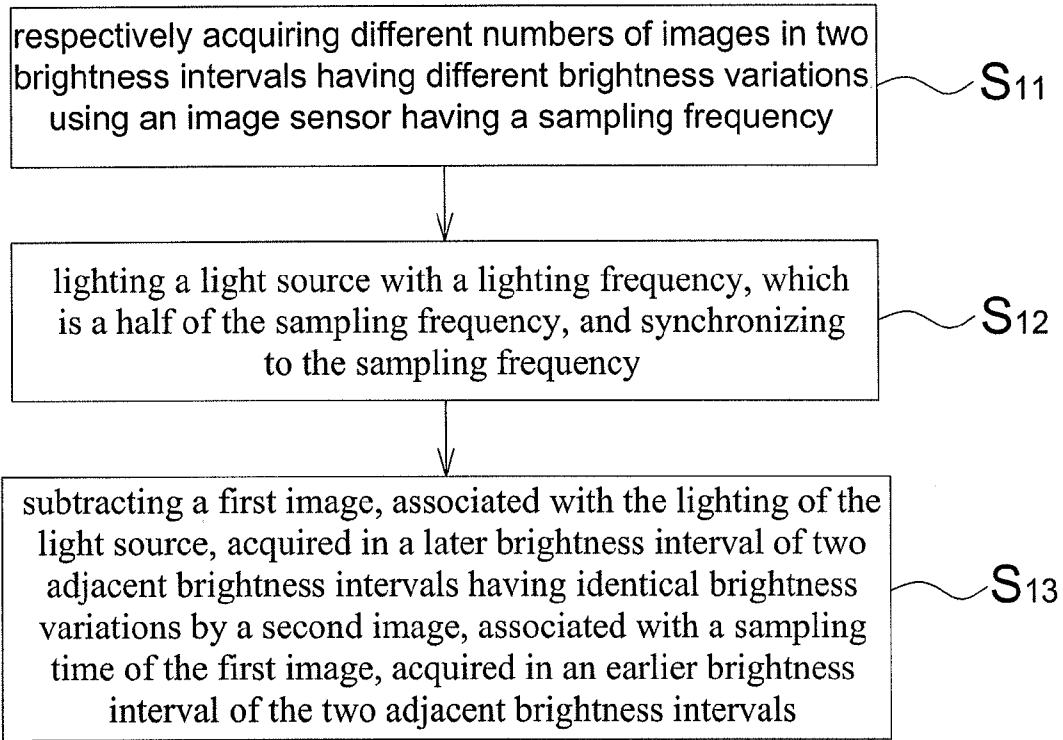 respectively acquiring different numbers of images in two
brightness intervals having different brightness variations
using an image sensor having a sampling frequency
S11
lighting a light source with a lighting frequency, which
is a half of the sampling frequency, and synchronizing
to the sampling frequency
S12
subtracting a first image, associated with the lighting of the
light source, acquired in a later brightness interval of two
adjacent brightness intervals having identical brightness
variations by a second image, associated with a sampling
time of the first image, acquired in an earlier brightness
interval of the two adjacent brightness intervals
S13